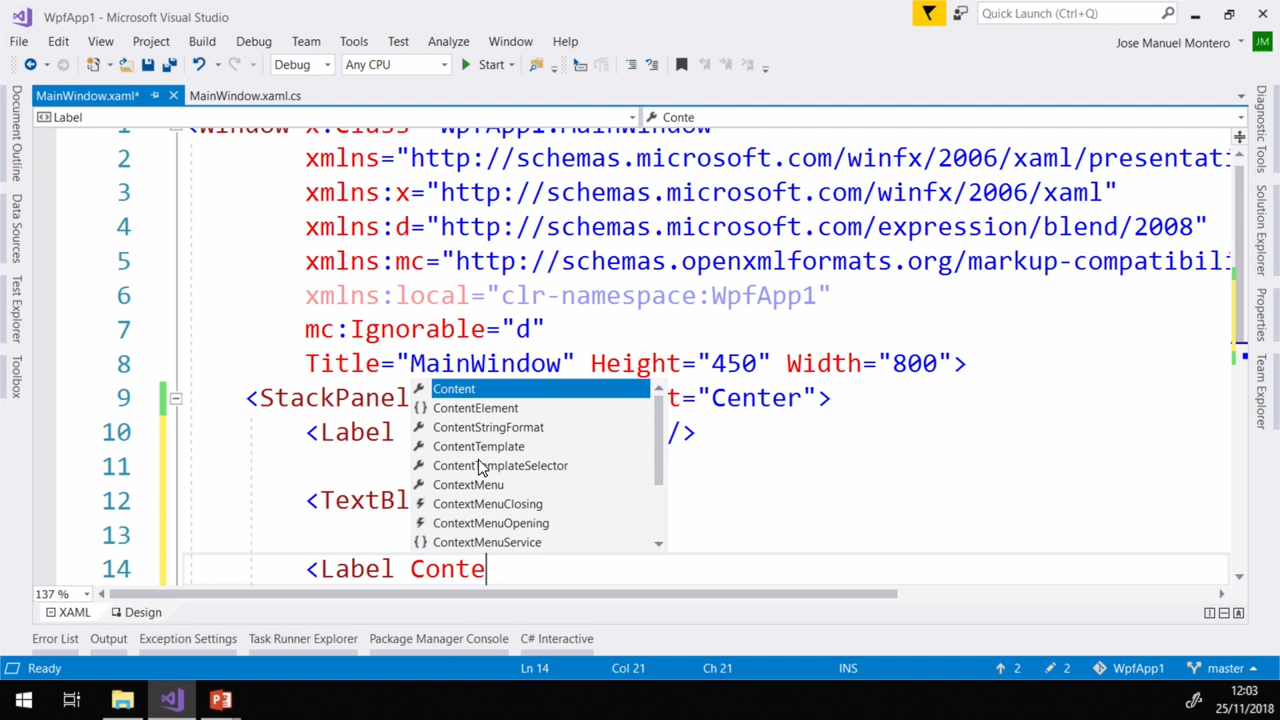 WpfApp1 - Microsoft Visual Studio
Quick Launch (Ctrl+Q)
File Edit View Project Build Debug Team Tools Test Analyze Window Help
Jose Manuel Montero
JM
Debug Any CPU Start
MainWindow.xaml* MainWindow.xaml.cs
Label Conte
Document Outline
Data Sources
Test Explorer
Toolbox
Diagnostic Tools
Solution Explorer
Properties
Team Explorer
1 <Window x:Class="WpfApp1.MainWindow"
2 xmlns="http://schemas.microsoft.com/winfx/2006/xaml/presentati
3 xmlns:x="http://schemas.microsoft.com/winfx/2006/xaml"
4 xmlns:d="http://schemas.microsoft.com/expression/blend/2008"
5 xmlns:mc="http://schemas.openxmlformats.org/markup-compatibili
6 xmlns:local="clr-namespace:WpfApp1"
7 mc:Ignorable="d"
8 Title="MainWindow" Height="450" Width="800">
9 <StackPanel t="Center">
10 <Label />
11
12 <TextBl
13
14 <Label Conte
Content
ContentElement
ContentStringFormat
ContentTemplate
ContentTemplateSelector
ContextMenu
ContextMenuClosing
ContextMenuOpening
ContextMenuService
137 %
XAML Design
Error List Output Exception Settings Task Runner Explorer Package Manager Console C# Interactive
Ready Ln 14 Col 21 Ch 21 INS 2 2 WpfApp1 master
12:03
25/11/2018